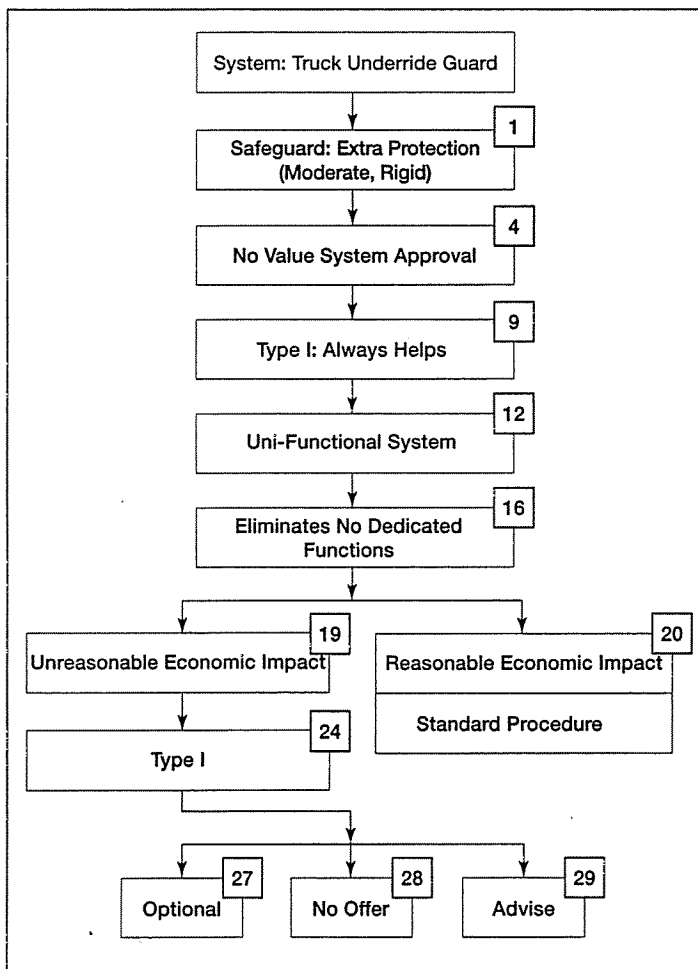 System: Truck Underride Guard
1
Safeguard: Extra Protection
(Moderate, Rigid)
4
No Value System Approval
9
Type I: Always Helps
12
Uni-Functional System
16
Eliminates No Dedicated
Functions
19
Unreasonable Economic Impact
20
Reasonable Economic Impact
Standard Procedure
24
Type I
27
Optional
28
No Offer
29
Advise